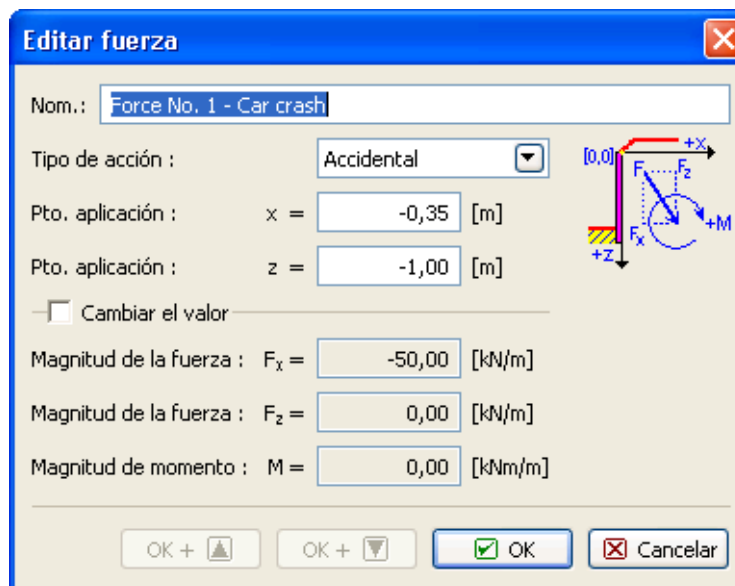 Editar fuerza
Nom.: Force No. 1 - Car crash
Tipo de acción : Accidental
Pto. aplicación : x = -0,35 [m]
Pto. aplicación : z = -1,00 [m]
Cambiar el valor
Magnitud de la fuerza : Fx = -50,00 [kN/m]
Magnitud de la fuerza : Fz = 0,00 [kN/m]
Magnitud de momento : M = 0,00 [kNm/m]
[0,0] +X
F Fz
Fx +M
+Z
OK + OK + OK Cancelar